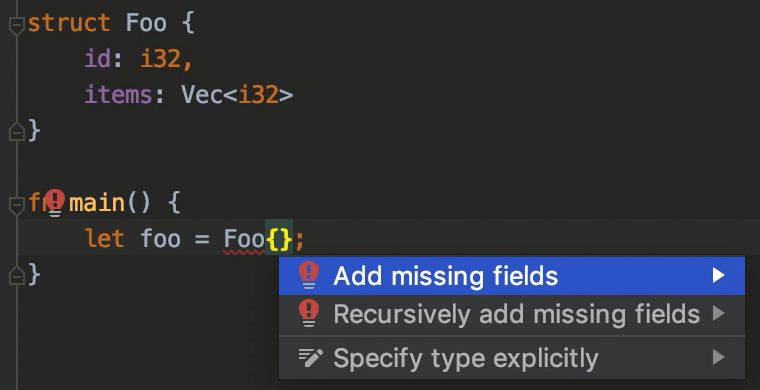 struct Foo {
    id: i32,
    items: Vec<i32>
}
fn main() {
    let foo = Foo{};
}
Add missing fields
Recursively add missing fields
Specify type explicitly